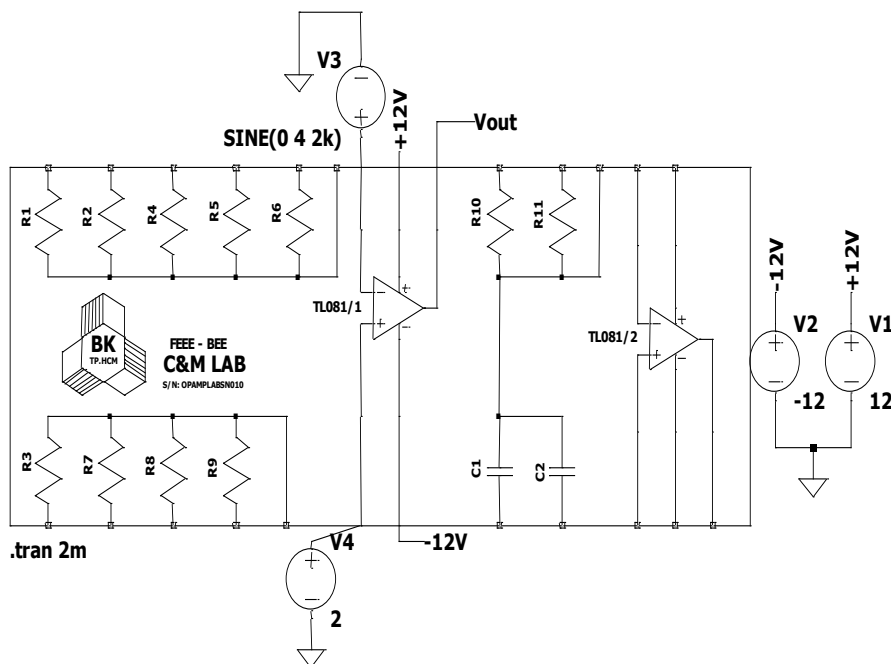 V3
+12V
Vout
SINE(0 4 2k)
R1
R2
R4
R5
R6
R10
R11
-12V
+12V
TL081/1
BK
TP.HCM
FEEE - BEE
C&M LAB
S/N: OPAMPLABSN010
TL081/2
V2
V1
-12
12
R3
R7
R8
R9
C1
C2
.tran 2m
V4
-12V
2